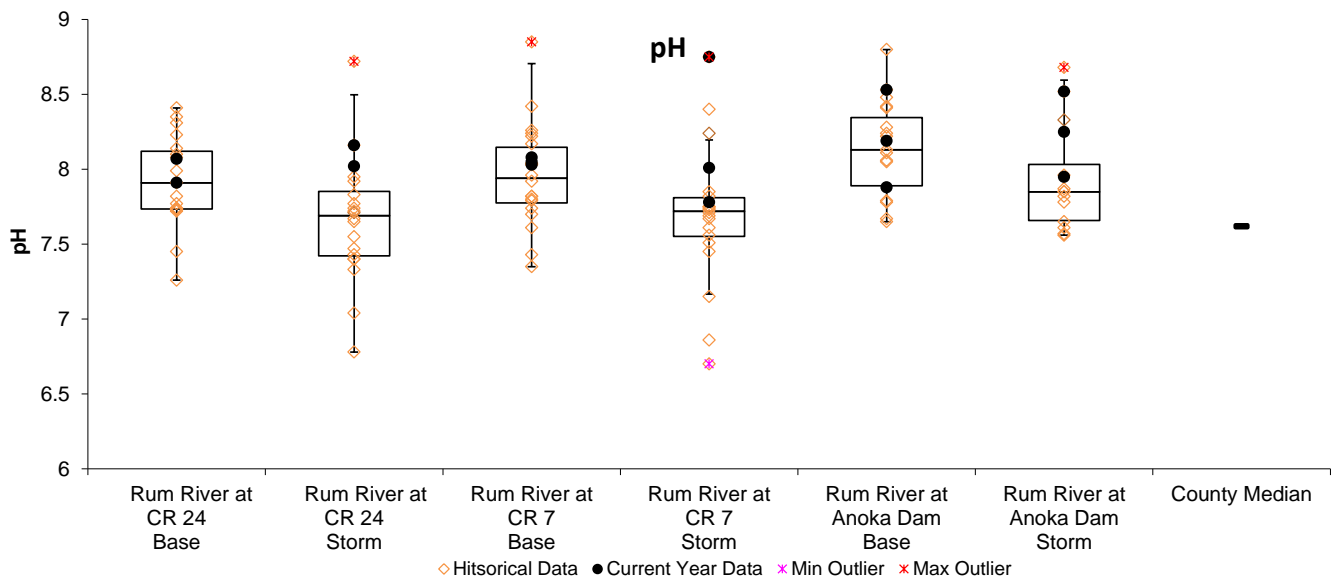 pH
9
8.5
8
7.5
7
6.5
6
pH
Rum River at CR 24 Base
Rum River at CR 24 Storm
Rum River at CR 7 Base
Rum River at CR 7 Storm
Rum River at Anoka Dam Base
Rum River at Anoka Dam Storm
County Median
Hitsorical Data
Current Year Data
Min Outlier
Max Outlier